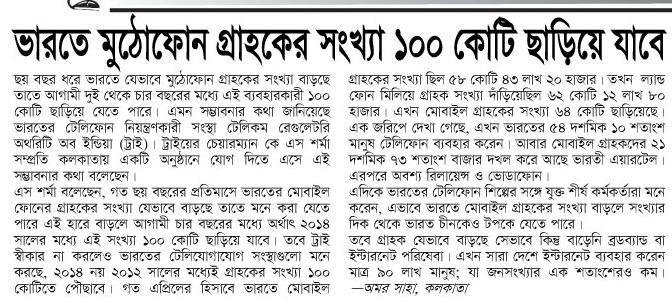 ভারতে মুঠোফোন গ্রাহকের সংখ্যা ১০০ কোটি ছাড়িয়ে যাবে
ছয় বছর ধরে ভারতে যেভাবে মুঠোফোন গ্রাহকের সংখ্যা বাড়ছে
তাতে আগামী দুই থেকে চার বছরের মধ্যে এই ব্যবহারকারী ১০০
কোটি ছাড়িয়ে যেতে পারে। এমন সম্ভাবনার কথা জানিয়েছে
ভারতের টেলিফোন নিয়ন্ত্রণকারী সংস্থা টেলিকম রেগুলেটরি
অথরিটি অব ইন্ডিয়া (ট্রাই)। ট্রাইয়ের চেয়ারম্যান কে এস শর্মা
সম্প্রতি কলকাতায় একটি অনুষ্ঠানে যোগ দিতে এসে এই
সম্ভাবনার কথা বলেছেন।
এস শর্মা বলেছেন, গত ছয় বছরের প্রতিমাসে ভারতের মোবাইল
ফোনের গ্রাহকের সংখ্যা যেভাবে বাড়ছে তাতে মনে করা যেতে
পারে এই হারে বাড়লে আগামী চার বছরের মধ্যে অর্থাৎ ২০১৪
সালের মধ্যে এই সংখ্যা ১০০ কোটি ছাড়িয়ে যাবে। তবে ট্রাই
স্বীকার না করলেও ভারতের টেলিযোগাযোগ সংস্থাগুলো মনে
করছে, ২০১৪ নয় ২০১২ সালের মধ্যেই গ্রাহকের সংখ্যা ১০০
কোটিতে পৌঁছাবে। গত এপ্রিলের হিসাবে ভারতে মোবাইল
গ্রাহকের সংখ্যা ছিল ৫৮ কোটি ৪৩ লাখ ২০ হাজার। তখন ল্যান্ড
ফোন মিলিয়ে গ্রাহক সংখ্যা দাঁড়িয়েছিল ৬২ কোটি ১২ লাখ ৮০
হাজার। এখন মোবাইল গ্রাহকের সংখ্যা ৬৪ কোটি ছাড়িয়েছে।
এক জরিপে দেখা গেছে, এখন ভারতের ৫৪ দশমিক ১০ শতাংশ
মানুষ টেলিফোন ব্যবহার করেন। আবার মোবাইল গ্রাহকদের ২১
দশমিক ৭৩ শতাংশ বাজার দখল করে আছে ভারতী এয়ারটেল।
এরপরে অবশ্য রিলায়েন্স ও ভোডাফোন।
এদিকে ভারতের টেলিফোন শিল্পের সঙ্গে যুক্ত শীর্ষ কর্মকর্তারা মনে
করেন, এভাবে ভারতে মোবাইল গ্রাহকের সংখ্যা বাড়লে সংখ্যার
দিক থেকে ভারত চীনকেও টপকে যেতে পারে।
তবে গ্রাহক যেভাবে বাড়ছে সেভাবে কিন্তু বাড়েনি ব্রডব্যান্ড বা
ইন্টারনেট পরিষেবা। এখন সারা দেশে ইন্টারনেট ব্যবহার করেন
মাত্র ৯০ লাখ মানুষ; যা জনসংখ্যার এক শতাংশেরও কম।
—অমর সাহা, কলকাতা